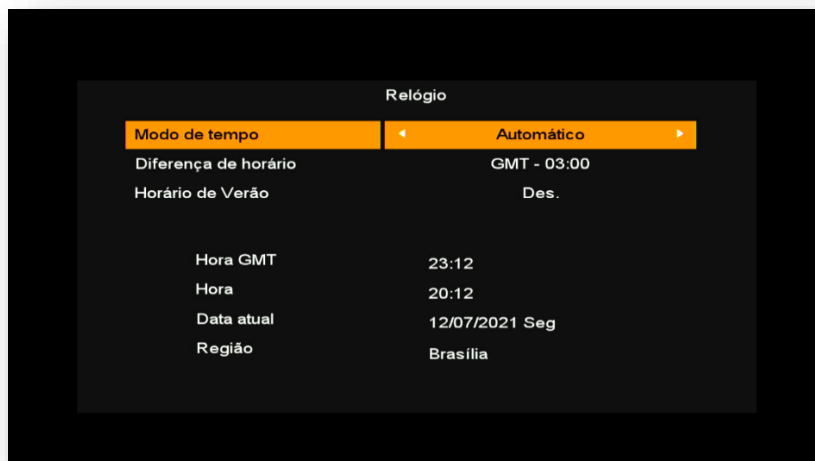 Relógio
Modo de tempo Automático
Diferença de horário GMT - 03:00
Horário de Verão Des.
Hora GMT 23:12
Hora 20:12
Data atual 12/07/2021 Seg
Região Brasília